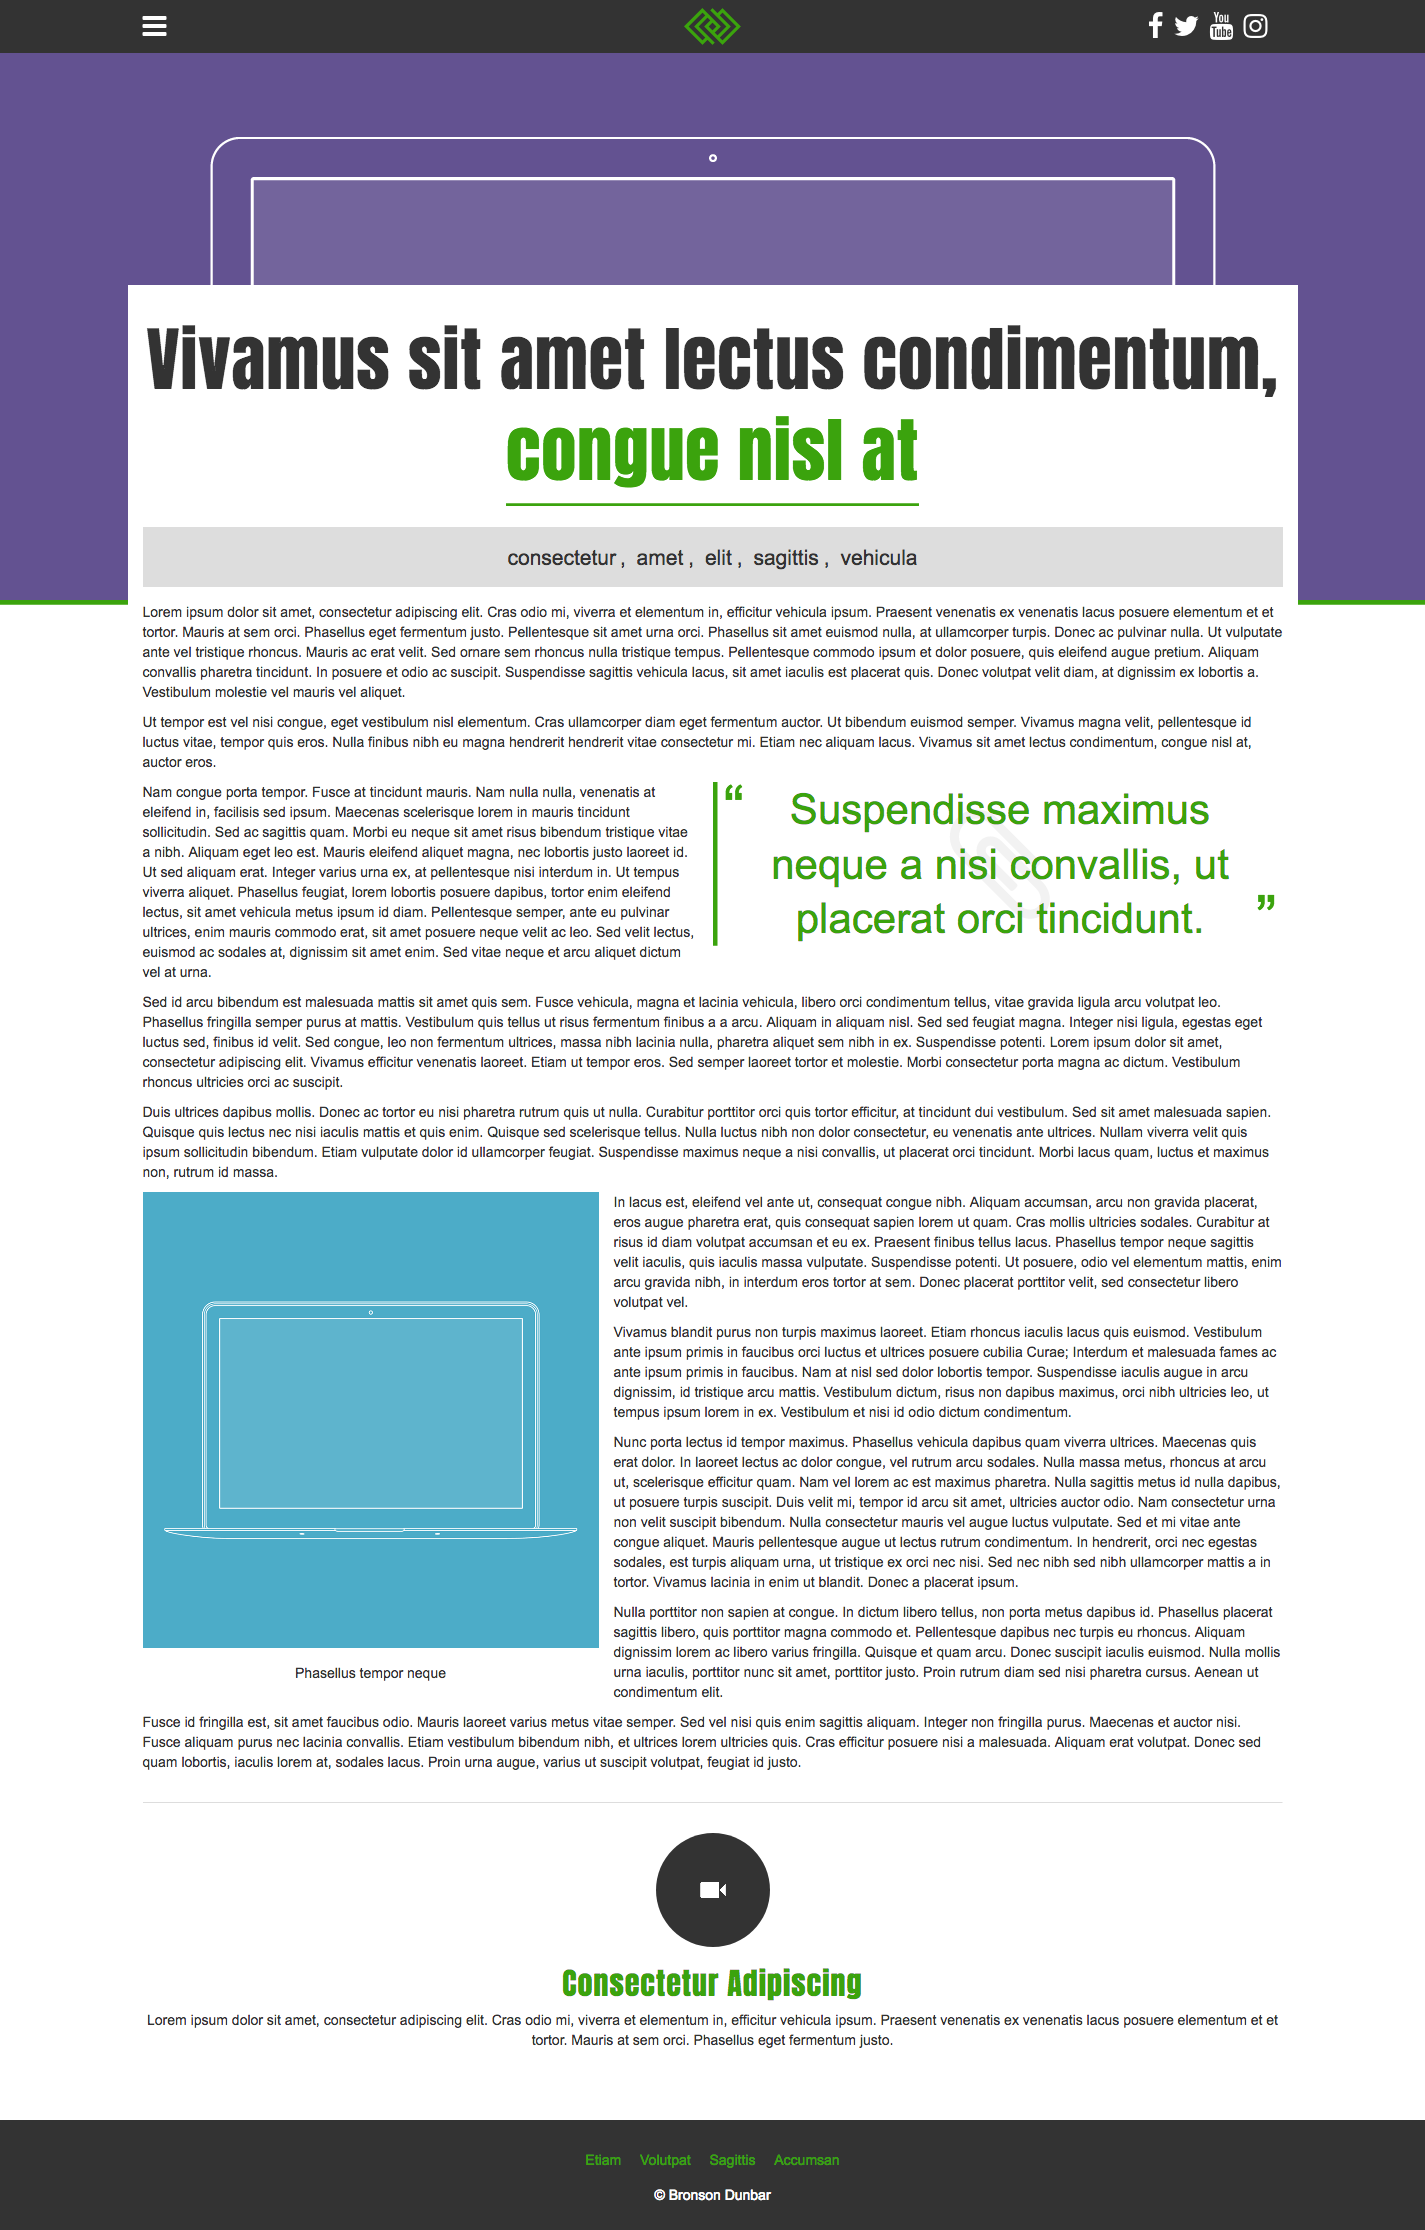 You
Tube
Vivamus sit amet lectus condimentum,
congue nisl at
consectetur , amet , elit , sagittis , vehicula
Lorem ipsum dolor sit amet, consectetur adipiscing elit. Cras odio mi, viverra et elementum in, efficitur vehicula ipsum. Praesent venenatis ex venenatis lacus posuere elementum et et
tortor. Mauris at sem orci. Phasellus eget fermentum justo. Pellentesque sit amet urna orci. Phasellus sit amet euismod nulla, at ullamcorper turpis. Donec ac pulvinar nulla. Ut vulputate
ante vel tristique rhoncus. Mauris ac erat velit. Sed ornare sem rhoncus nulla tristique tempus. Pellentesque commodo ipsum et dolor posuere, quis eleifend augue pretium. Aliquam
convallis pharetra tincidunt. In posuere et odio ac suscipit. Suspendisse sagittis vehicula lacus, sit amet iaculis est placerat quis. Donec volutpat velit diam, at dignissim ex lobortis a.
Vestibulum molestie vel mauris vel aliquet.
Ut tempor est vel nisi congue, eget vestibulum nisl elementum. Cras ullamcorper diam eget fermentum auctor. Ut bibendum euismod semper. Vivamus magna velit, pellentesque id
luctus vitae, tempor quis eros. Nulla finibus nibh eu magna hendrerit hendrerit vitae consectetur mi. Etiam nec aliquam lacus. Vivamus sit amet lectus condimentum, congue nisl at,
auctor eros.
Nam congue porta tempor. Fusce at tincidunt mauris. Nam nulla nulla, venenatis at
eleifend in, facilisis sed ipsum. Maecenas scelerisque lorem in mauris tincidunt
sollicitudin. Sed ac sagittis quam. Morbi eu neque sit amet risus bibendum tristique vitae
a nibh. Aliquam eget leo est. Mauris eleifend aliquet magna, nec lobortis justo laoreet id.
Ut sed aliquam erat. Integer varius urna ex, at pellentesque nisi interdum in. Ut tempus
viverra aliquet. Phasellus feugiat, lorem lobortis posuere dapibus, tortor enim eleifend
lectus, sit amet vehicula metus ipsum id diam. Pellentesque semper, ante eu pulvinar
ultrices, enim mauris commodo erat, sit amet posuere neque velit ac leo. Sed velit lectus,
euismod ac sodales at, dignissim sit amet enim. Sed vitae neque et arcu aliquet dictum
vel at urna.
“ Suspendisse maximus
neque a nisi convallis, ut
placerat orci tincidunt. ”
Sed id arcu bibendum est malesuada mattis sit amet quis sem. Fusce vehicula, magna et lacinia vehicula, libero orci condimentum tellus, vitae gravida ligula arcu volutpat leo.
Phasellus fringilla semper purus at mattis. Vestibulum quis tellus ut risus fermentum finibus a a arcu. Aliquam in aliquam nisl. Sed sed feugiat magna. Integer nisi ligula, egestas eget
luctus sed, finibus id velit. Sed congue, leo non fermentum ultrices, massa nibh lacinia nulla, pharetra aliquet sem nibh in ex. Suspendisse potenti. Lorem ipsum dolor sit amet,
consectetur adipiscing elit. Vivamus efficitur venenatis laoreet. Etiam ut tempor eros. Sed semper laoreet tortor et molestie. Morbi consectetur porta magna ac dictum. Vestibulum
rhoncus ultricies orci ac suscipit.
Duis ultrices dapibus mollis. Donec ac tortor eu nisi pharetra rutrum quis ut nulla. Curabitur porttitor orci quis tortor efficitur, at tincidunt dui vestibulum. Sed sit amet malesuada sapien.
Quisque quis lectus nec nisi iaculis mattis et quis enim. Quisque sed scelerisque tellus. Nulla luctus nibh non dolor consectetur, eu venenatis ante ultrices. Nullam viverra velit quis
ipsum sollicitudin bibendum. Etiam vulputate dolor id ullamcorper feugiat. Suspendisse maximus neque a nisi convallis, ut placerat orci tincidunt. Morbi lacus quam, luctus et maximus
non, rutrum id massa.
Phasellus tempor neque
In lacus est, eleifend vel ante ut, consequat congue nibh. Aliquam accumsan, arcu non gravida placerat,
eros augue pharetra erat, quis consequat sapien lorem ut quam. Cras mollis ultricies sodales. Curabitur at
risus id diam volutpat accumsan et eu ex. Praesent finibus tellus lacus. Phasellus tempor neque sagittis
velit iaculis, quis iaculis massa vulputate. Suspendisse potenti. Ut posuere, odio vel elementum mattis, enim
arcu gravida nibh, in interdum eros tortor at sem. Donec placerat porttitor velit, sed consectetur libero
volutpat vel.
Vivamus blandit purus non turpis maximus laoreet. Etiam rhoncus iaculis lacus quis euismod. Vestibulum
ante ipsum primis in faucibus orci luctus et ultrices posuere cubilia Curae; Interdum et malesuada fames ac
ante ipsum primis in faucibus. Nam at nisl sed dolor lobortis tempor. Suspendisse iaculis augue in arcu
dignissim, id tristique arcu mattis. Vestibulum dictum, risus non dapibus maximus, orci nibh ultricies leo, ut
tempus ipsum lorem in ex. Vestibulum et nisi id odio dictum condimentum.
Nunc porta lectus id tempor maximus. Phasellus vehicula dapibus quam viverra ultrices. Maecenas quis
erat dolor. In laoreet lectus ac dolor congue, vel rutrum arcu sodales. Nulla massa metus, rhoncus at arcu
ut, scelerisque efficitur quam. Nam vel lorem ac est maximus pharetra. Nulla sagittis metus id nulla dapibus,
ut posuere turpis suscipit. Duis velit mi, tempor id arcu sit amet, ultricies auctor odio. Nam consectetur urna
non velit suscipit bibendum. Nulla consectetur mauris vel augue luctus vulputate. Sed et mi vitae ante
congue aliquet. Mauris pellentesque augue ut lectus rutrum condimentum. In hendrerit, orci nec egestas
sodales, est turpis aliquam urna, ut tristique ex orci nec nisi. Sed nec nibh sed nibh ullamcorper mattis a in
tortor. Vivamus lacinia in enim ut blandit. Donec a placerat ipsum.
Nulla porttitor non sapien at congue. In dictum libero tellus, non porta metus dapibus id. Phasellus placerat
sagittis libero, quis porttitor magna commodo et. Pellentesque dapibus nec turpis eu rhoncus. Aliquam
dignissim lorem ac libero varius fringilla. Quisque et quam arcu. Donec suscipit iaculis euismod. Nulla mollis
urna iaculis, porttitor nunc sit amet, porttitor justo. Proin rutrum diam sed nisi pharetra cursus. Aenean ut
condimentum elit.
Fusce id fringilla est, sit amet faucibus odio. Mauris laoreet varius metus vitae semper. Sed vel nisi quis enim sagittis aliquam. Integer non fringilla purus. Maecenas et auctor nisi.
Fusce aliquam purus nec lacinia convallis. Etiam vestibulum bibendum nibh, et ultrices lorem ultricies quis. Cras efficitur posuere nisi a malesuada. Aliquam erat volutpat. Donec sed
quam lobortis, iaculis lorem at, sodales lacus. Proin urna augue, varius ut suscipit volutpat, feugiat id justo.
Consectetur Adipiscing
Lorem ipsum dolor sit amet, consectetur adipiscing elit. Cras odio mi, viverra et elementum in, efficitur vehicula ipsum. Praesent venenatis ex venenatis lacus posuere elementum et et
tortor. Mauris at sem orci. Phasellus eget fermentum justo.
Etiam Volutpat Sagittis Accumsan
© Bronson Dunbar